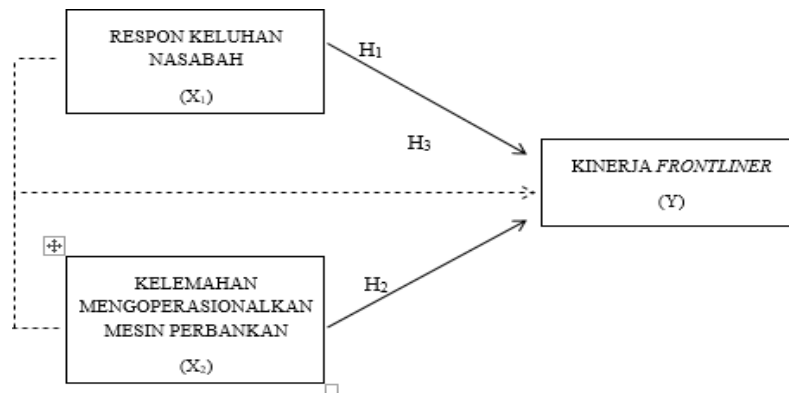 RESPON KELUHAN
NASABAH
(X₁)
H₁
H₃
KINERJA FRONTLINER
(Y)
KELEMAHAN
MENGOPERASIONALKAN
MESIN PERBANKAN
(X₂)
H₂